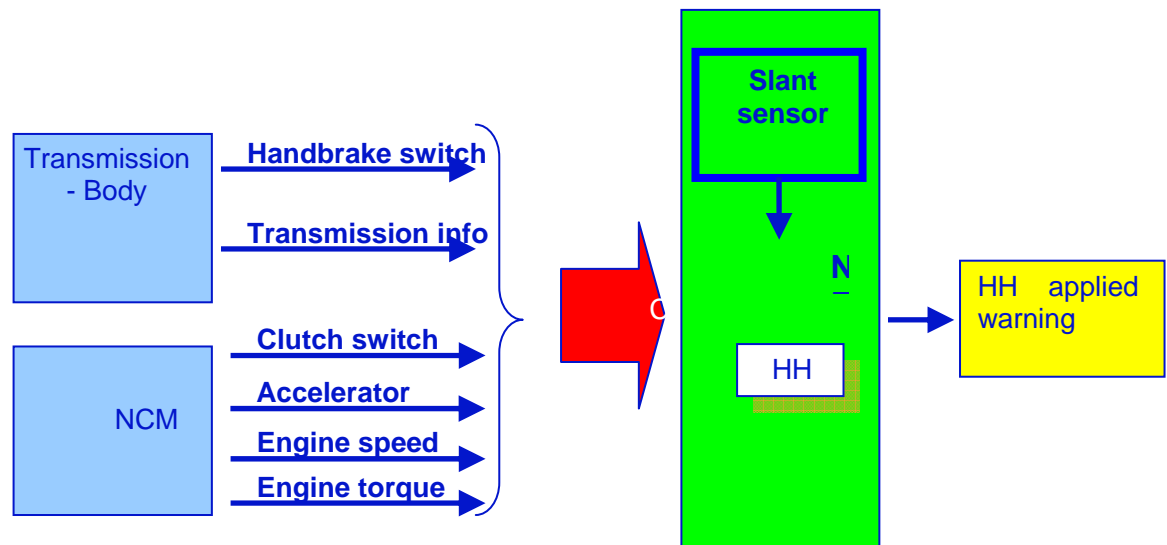 Slant
sensor
Transmission
- Body
Handbrake switch
Transmission info
N
C
HH applied
warning
Clutch switch
HH
Accelerator
NCM
Engine speed
Engine torque